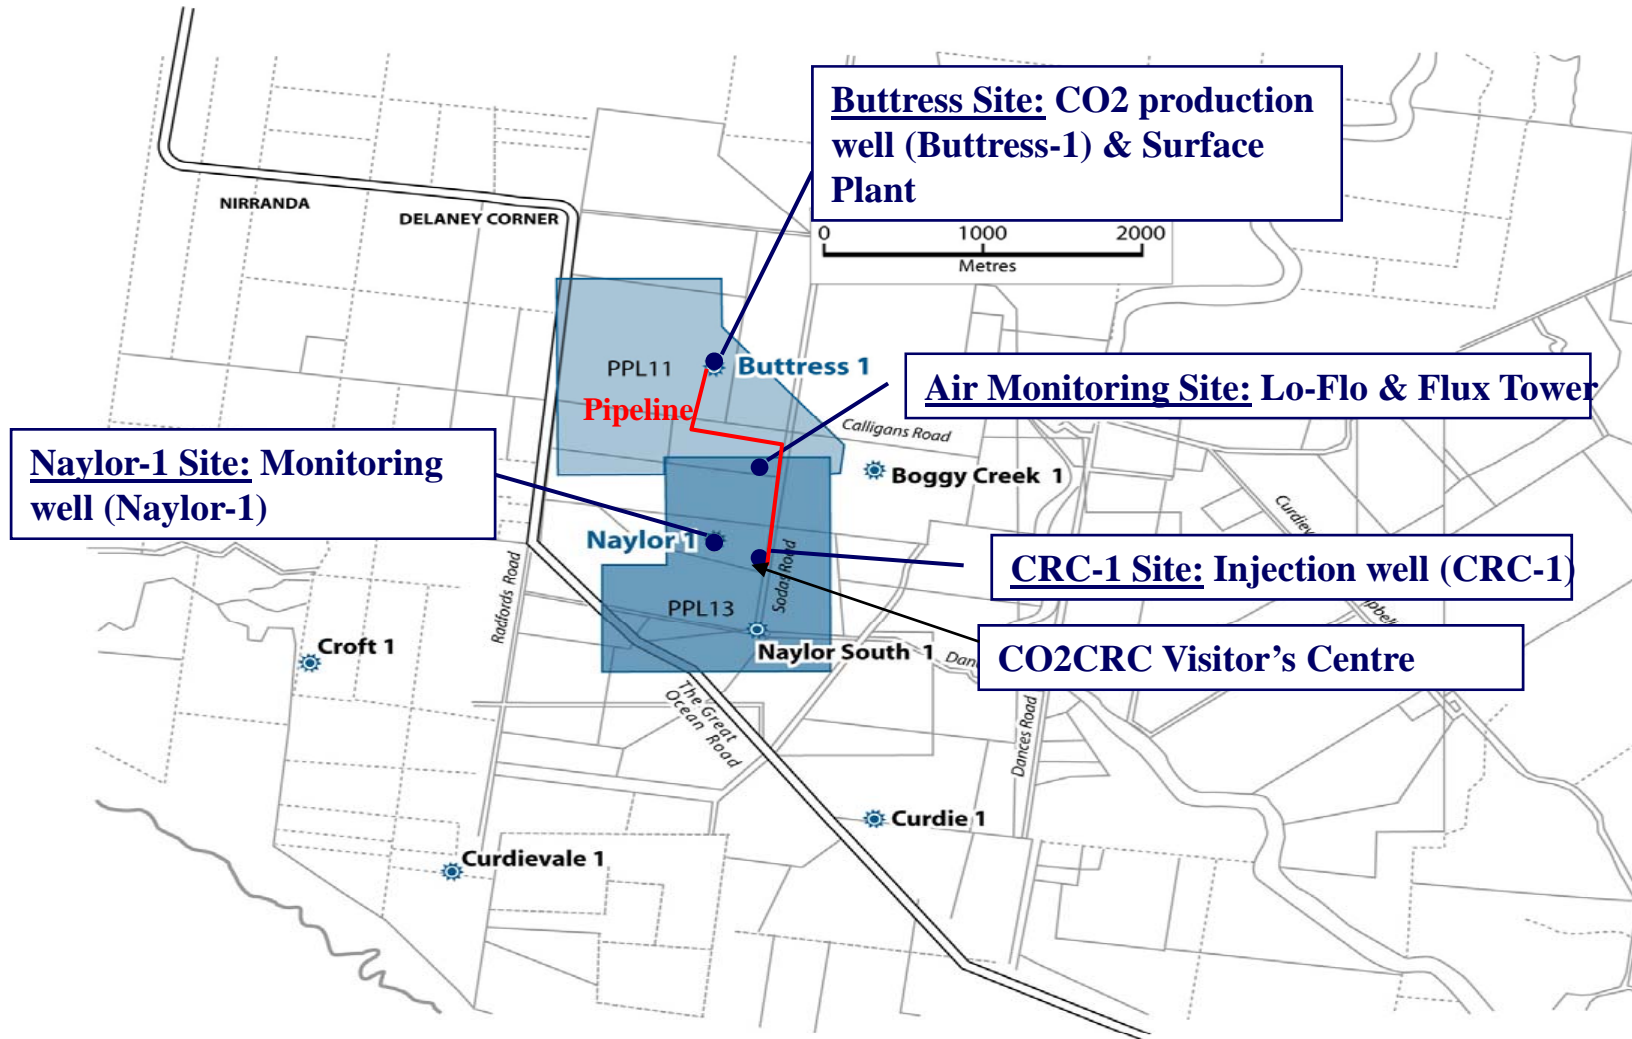 Buttress Site: CO2 production
well (Buttress-1) & Surface
Plant
NIRRANDA
DELANEY CORNER
0 1000 2000
Metres
PPL11
Buttress 1
Air Monitoring Site: Lo-Flo & Flux Tower
Pipeline
Calligans Road
Naylor-1 Site: Monitoring
well (Naylor-1)
Boggy Creek 1
Naylor 1
Sodas Road
CRC-1 Site: Injection well (CRC-1)
Radfords Road
PPL13
Croft 1
Naylor South 1
CO2CRC Visitor's Centre
The Great
Ocean Road
Dances Road
Curdie 1
Curdievale 1